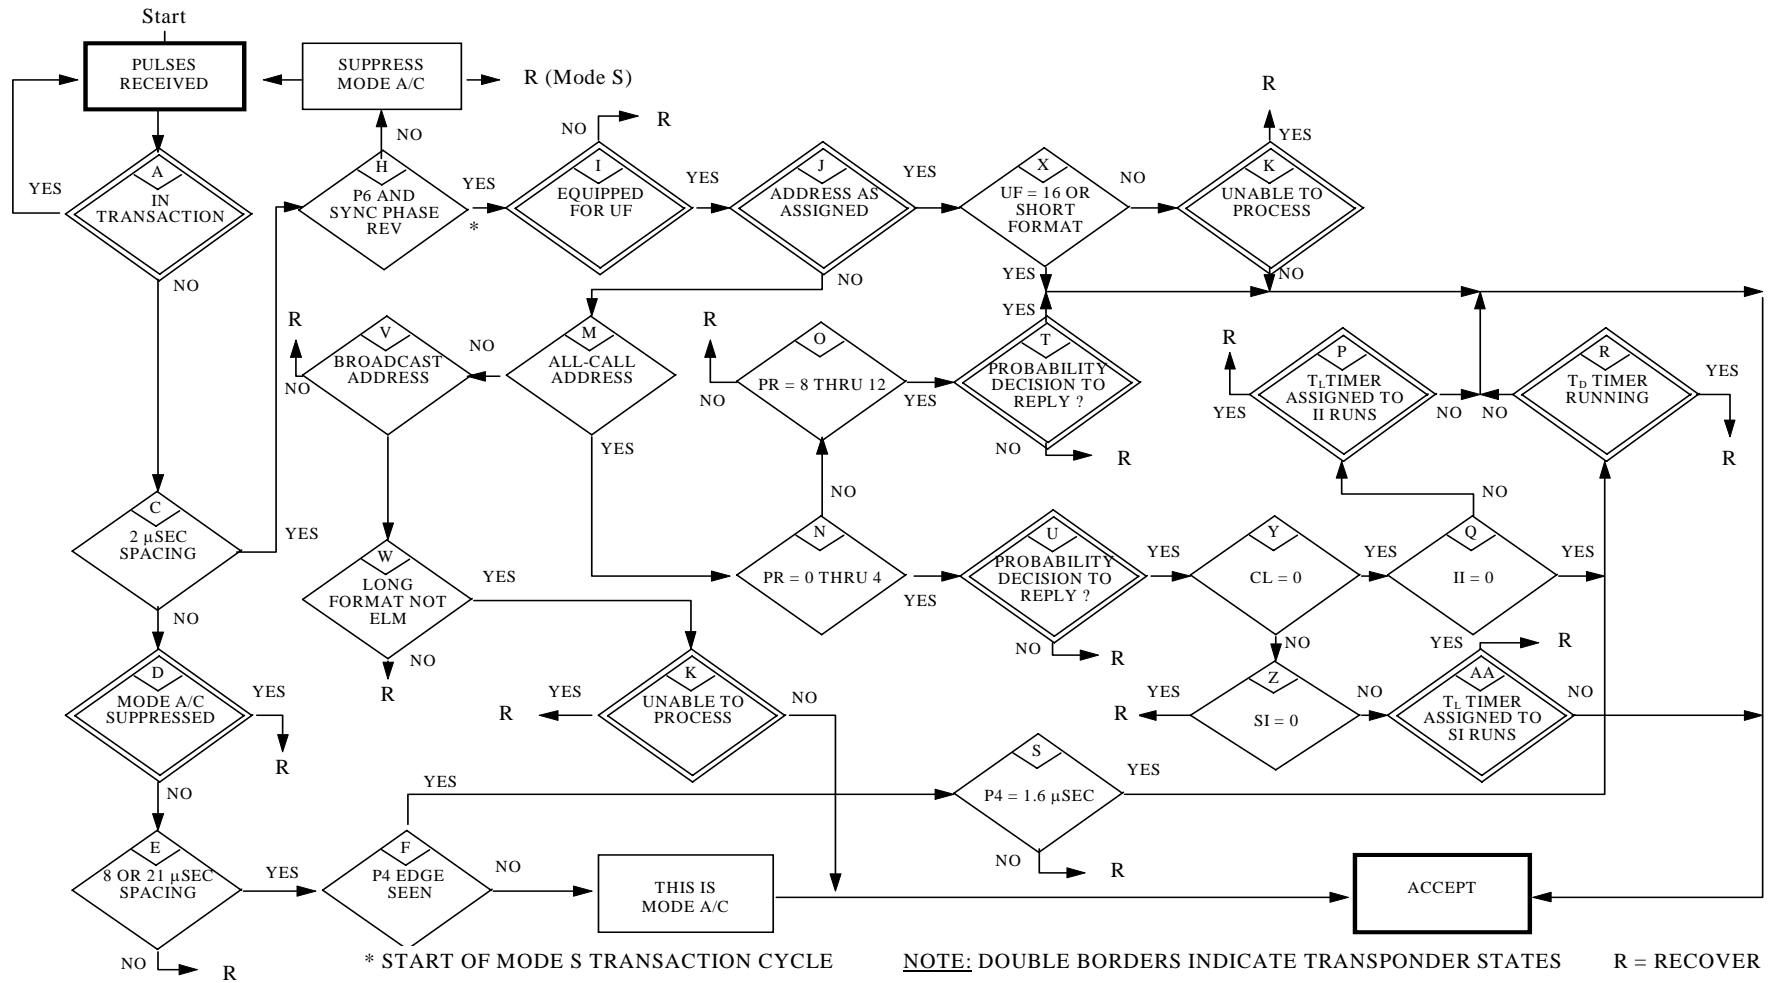 Start
PULSES
RECEIVED
SUPPRESS
MODE A/C
R (Mode S)
NO
YES
A
IN
TRANSACTION
NO
H
P6 AND
SYNC PHASE
REV
YES
*
NO
R
I
EQUIPPED
FOR UF
YES
J
ADDRESS AS
ASSIGNED
YES
NO
X
UF = 16 OR
SHORT
FORMAT
NO
YES
R
YES
K
UNABLE TO
PROCESS
NO
R
NO
V
BROADCAST
ADDRESS
NO
M
ALL-CALL
ADDRESS
YES
R
NO
O
PR = 8 THRU 12
YES
YES
T
PROBABILITY
DECISION TO
REPLY ?
NO
R
R
YES
P
TL TIMER
ASSIGNED TO
II RUNS
NO
NO
R
TD TIMER
RUNNING
YES
R
C
2 µSEC
SPACING
YES
NO
W
LONG
FORMAT NOT
ELM
YES
NO
R
NO
N
PR = 0 THRU 4
YES
U
PROBABILITY
DECISION TO
REPLY ?
YES
NO
R
Y
CL = 0
YES
NO
NO
Q
II = 0
YES
D
MODE A/C
SUPPRESSED
YES
R
NO
R
YES
K
UNABLE TO
PROCESS
NO
YES
R
Z
SI = 0
NO
YES
R
AA
TL TIMER
ASSIGNED TO
SI RUNS
NO
YES
S
P4 = 1.6 µSEC
YES
NO
R
E
8 OR 21 µSEC
SPACING
YES
NO
R
F
P4 EDGE
SEEN
NO
THIS IS
MODE A/C
ACCEPT
* START OF MODE S TRANSACTION CYCLE
NOTE: DOUBLE BORDERS INDICATE TRANSPONDER STATES
R = RECOVER